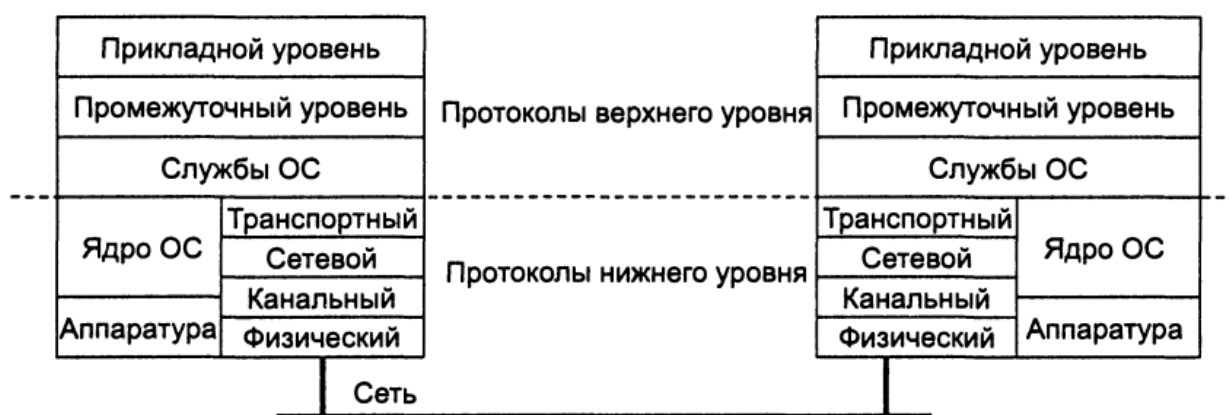 Прикладной уровень
Промежуточный уровень
Службы ОС
Ядро ОС
Аппаратура
Транспортный
Сетевой
Канальный
Физический
Протоколы верхнего уровня
Протоколы нижнего уровня
Сеть
Прикладной уровень
Промежуточный уровень
Службы ОС
Транспортный
Сетевой
Канальный
Физический
Ядро ОС
Аппаратура